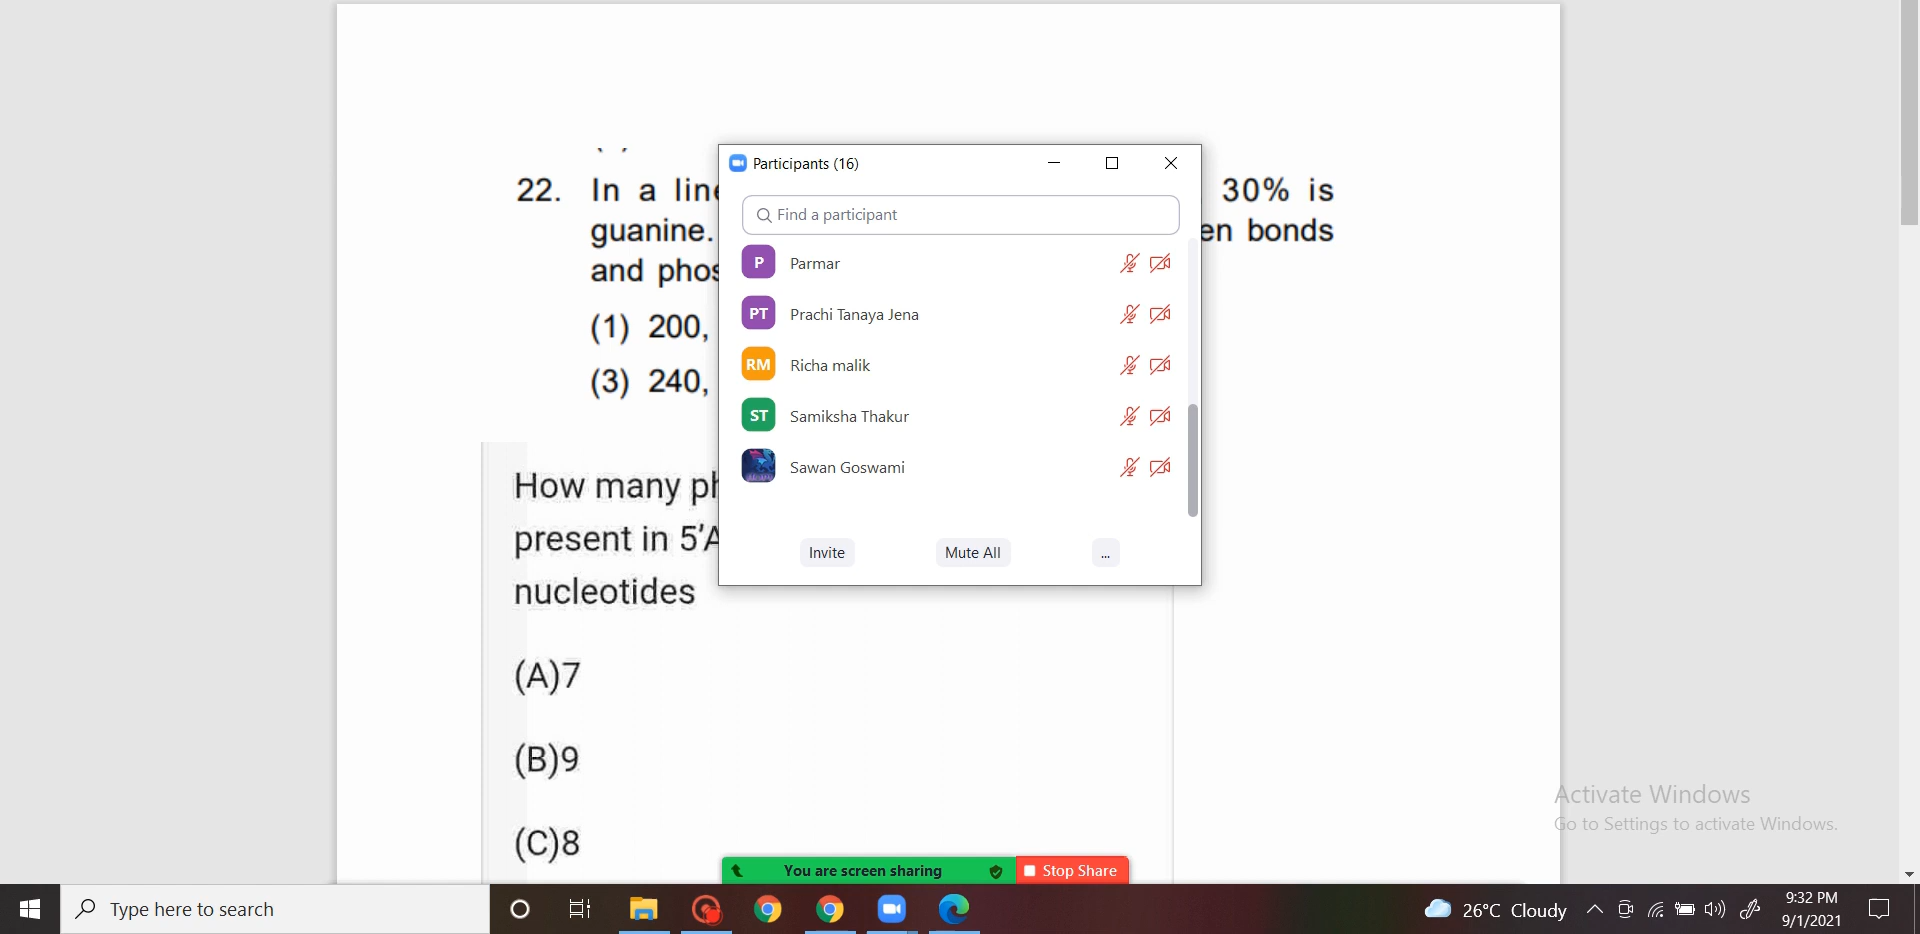 22. In a line
guanine.
and phos
30% is
en bonds
(1) 200,
(3) 240,
How many ph
present in 5'A
nucleotides
(A)7
(B)9
(C)8
Participants (16)
Find a participant
P Parmar
PT Prachi Tanaya Jena
RM Richa malik
ST Samiksha Thakur
Sawan Goswami
Invite Mute All ...
Activate Windows
Go to Settings to activate Windows.
You are screen sharing Stop Share
Type here to search
26°C Cloudy
9:32 PM
9/1/2021